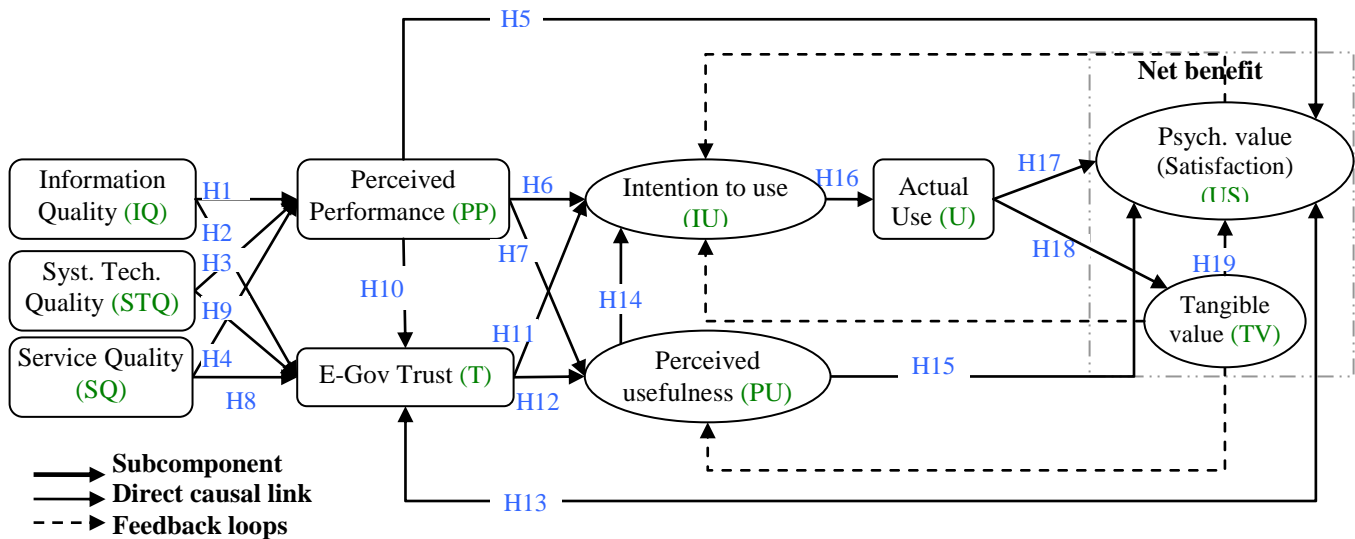 H5
Net benefit
Information
Quality (IQ)
H1
H2
Perceived
Performance (PP)
H6
H7
Intention to use
(IU)
H16
Actual
Use (U)
H17
H18
Psych. value
(Satisfaction)
(US)
Syst. Tech.
Quality (STQ)
H3
H9
H10
H14
H19
Tangible
value (TV)
Service Quality
(SQ)
H4
H8
E-Gov Trust (T)
H11
H12
Perceived
usefulness (PU)
H15
H13
Subcomponent
Direct causal link
Feedback loops